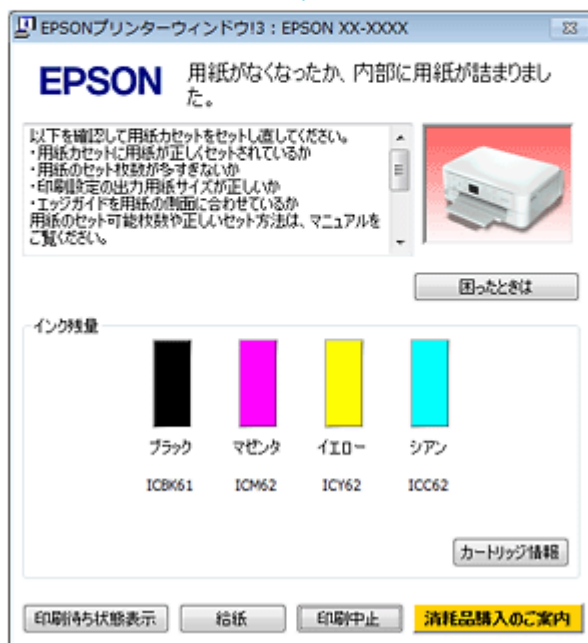 EPSONプリンターウィンドウ!3 : EPSON XX-XXXX
EPSON
用紙がなくなったか、内部に用紙が詰まりまし
た。
以下を確認して用紙カセットをセットし直してください。
・用紙カセットに用紙が正しくセットされているか
・用紙のセット枚数が多すぎないか
・印刷設定の出力用紙サイズが正しいか
・エッジガイドを用紙の側面に合わせているか
用紙のセット可能枚数や正しいセット方法は、マニュアルを
ご覧ください。
困ったときは
インク残量
ブラック マゼンタ イエロー シアン
ICBK61 ICM62 ICY62 ICC62
カートリッジ情報
印刷待ち状態表示 給紙 印刷中止 消耗品購入のご案内